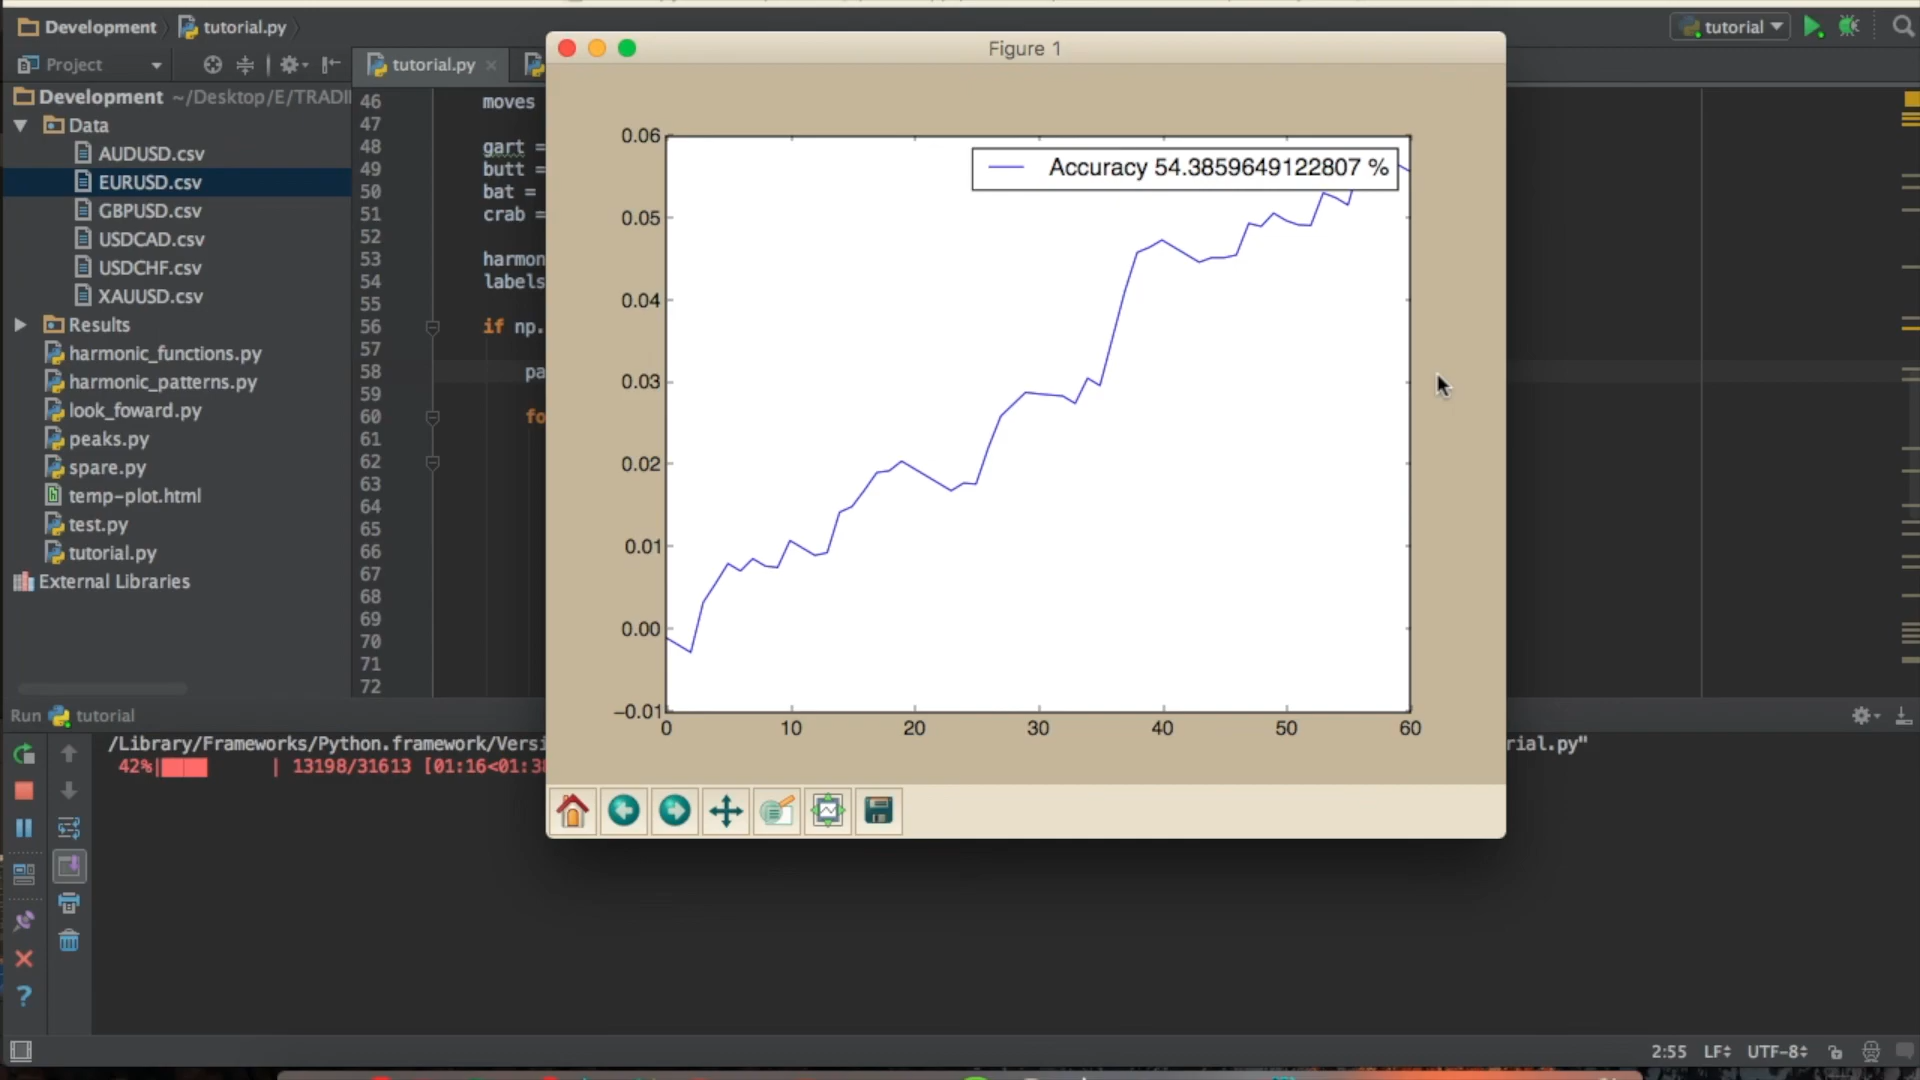 Development
tutorial.py
tutorial
Figure 1
Project
tutorial.py
Development ~/Desktop/E/TRADI
Data
AUDUSD.csv
EURUSD.csv
GBPUSD.csv
USDCAD.csv
USDCHF.csv
XAUUSD.csv
Results
harmonic_functions.py
harmonic_patterns.py
look_foward.py
peaks.py
spare.py
temp-plot.html
test.py
tutorial.py
External Libraries
46 moves
47
48 gart =
49 butt =
50 bat =
51 crab =
52
53 harmon
54 labels
55
56 if np.
57
58 pa
59
60 fo
61
62
63
64
65
66
67
68
69
70
71
72
Accuracy 54.3859649122807 %
0.06
0.05
0.04
0.03
0.02
0.01
0.00
−0.01
0 10 20 30 40 50 60
Run tutorial
/Library/Frameworks/Python.framework/Versi
rial.py"
42%| | 13198/31613 [01:16<01:38
2:55 LF UTF-8